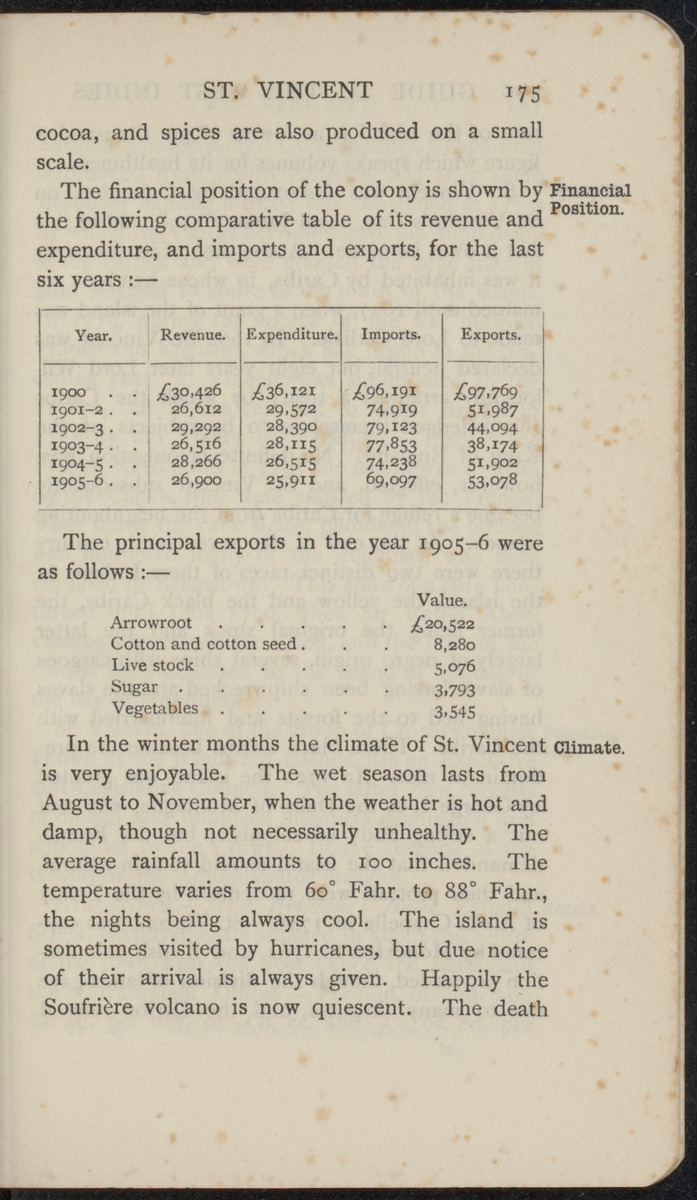 ST. VINCENT 175
cocoa, and spices are also produced on a small
scale.
The financial position of the colony is shown by Financial
the following comparative table of its revenue and Position.
expenditure, and imports and exports, for the last
six years :—
Year. Revenue. Expenditure. Imports. Exports.
1900 . . £30,426 £36,121 £96,191 £97,769
1901–2 . . 26,612 29,572 74,919 51,987
1902–3 . . 29,292 28,390 79,123 44,094
1903–4 . . 26,516 28,115 77,853 38,174
1904–5 . . 28,266 26,515 74,238 51,902
1905–6 . . 26,900 25,911 69,097 53,078
The principal exports in the year 1905–6 were
as follows :—
Value.
Arrowroot . . . . . £20,522
Cotton and cotton seed . . . 8,280
Live stock . . . . . 5,076
Sugar . . . . . . 3,793
Vegetables . . . . . 3,545
In the winter months the climate of St. Vincent Climate.
is very enjoyable. The wet season lasts from
August to November, when the weather is hot and
damp, though not necessarily unhealthy. The
average rainfall amounts to 100 inches. The
temperature varies from 60° Fahr. to 88° Fahr.,
the nights being always cool. The island is
sometimes visited by hurricanes, but due notice
of their arrival is always given. Happily the
Soufrière volcano is now quiescent. The death